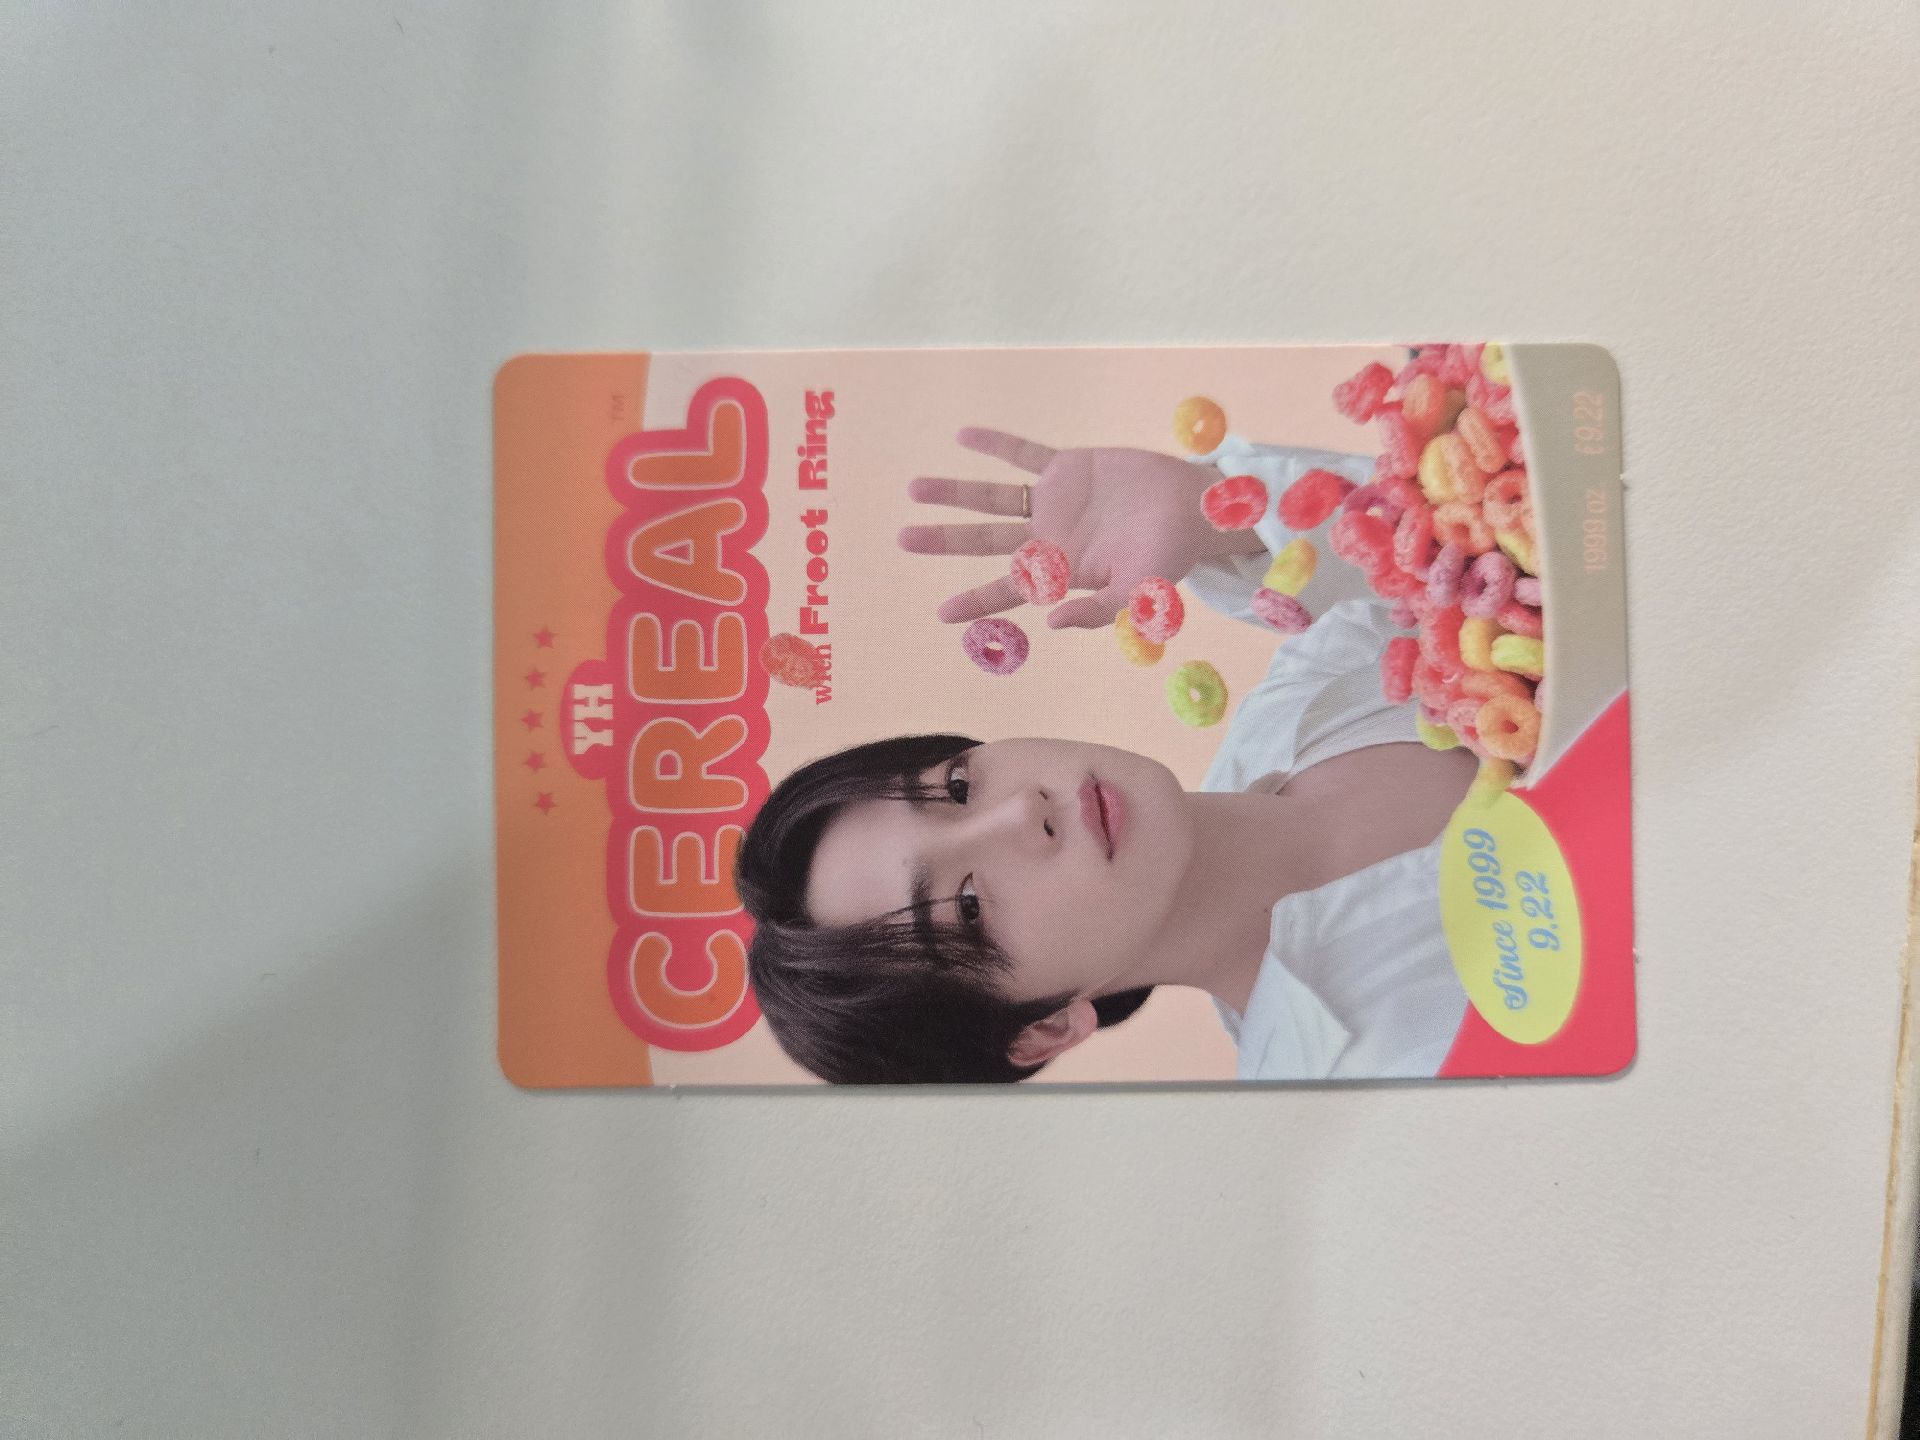 YH
CEREAL
TM
with Froot Ring
Since 1999
9.22
1999 oz €9.22